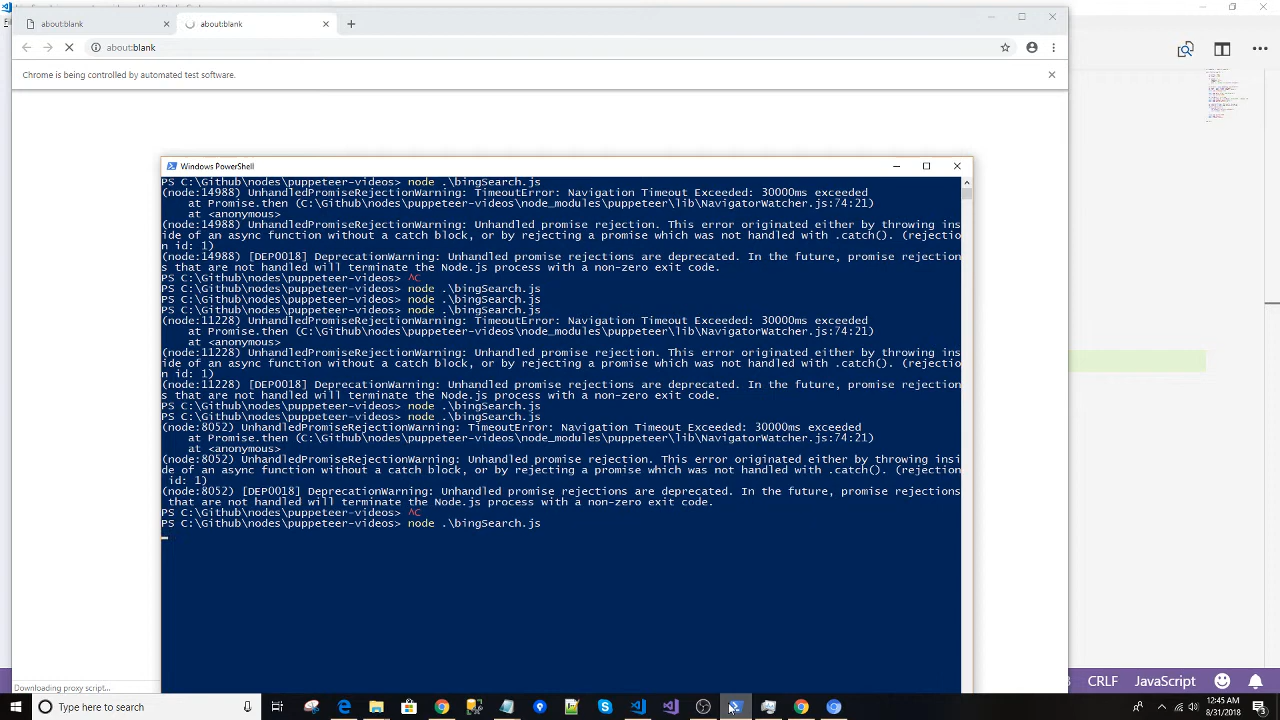 about:blank
about:blank
about:blank
Chrome is being controlled by automated test software.
Windows PowerShell
PS C:\Github\nodes\puppeteer-videos> node .\bingSearch.js
(node:14988) UnhandledPromiseRejectionWarning: TimeoutError: Navigation Timeout Exceeded: 30000ms exceeded
at Promise.then (C:\Github\nodes\puppeteer-videos\node_modules\puppeteer\lib\NavigatorWatcher.js:74:21)
at <anonymous>
(node:14988) UnhandledPromiseRejectionWarning: Unhandled promise rejection. This error originated either by throwing ins
ide of an async function without a catch block, or by rejecting a promise which was not handled with .catch(). (rejectio
n id: 1)
(node:14988) [DEP0018] DeprecationWarning: Unhandled promise rejections are deprecated. In the future, promise rejection
s that are not handled will terminate the Node.js process with a non-zero exit code.
PS C:\Github\nodes\puppeteer-videos> ^C
PS C:\Github\nodes\puppeteer-videos> node .\bingSearch.js
PS C:\Github\nodes\puppeteer-videos> node .\bingSearch.js
PS C:\Github\nodes\puppeteer-videos> node .\bingSearch.js
(node:11228) UnhandledPromiseRejectionWarning: TimeoutError: Navigation Timeout Exceeded: 30000ms exceeded
at Promise.then (C:\Github\nodes\puppeteer-videos\node_modules\puppeteer\lib\NavigatorWatcher.js:74:21)
at <anonymous>
(node:11228) UnhandledPromiseRejectionWarning: Unhandled promise rejection. This error originated either by throwing ins
ide of an async function without a catch block, or by rejecting a promise which was not handled with .catch(). (rejectio
n id: 1)
(node:11228) [DEP0018] DeprecationWarning: Unhandled promise rejections are deprecated. In the future, promise rejection
s that are not handled will terminate the Node.js process with a non-zero exit code.
PS C:\Github\nodes\puppeteer-videos> node .\bingSearch.js
PS C:\Github\nodes\puppeteer-videos> node .\bingSearch.js
(node:8052) UnhandledPromiseRejectionWarning: TimeoutError: Navigation Timeout Exceeded: 30000ms exceeded
at Promise.then (C:\Github\nodes\puppeteer-videos\node_modules\puppeteer\lib\NavigatorWatcher.js:74:21)
at <anonymous>
(node:8052) UnhandledPromiseRejectionWarning: Unhandled promise rejection. This error originated either by throwing insi
de of an async function without a catch block, or by rejecting a promise which was not handled with .catch(). (rejection
id: 1)
(node:8052) [DEP0018] DeprecationWarning: Unhandled promise rejections are deprecated. In the future, promise rejections
that are not handled will terminate the Node.js process with a non-zero exit code.
PS C:\Github\nodes\puppeteer-videos> ^C
PS C:\Github\nodes\puppeteer-videos> node .\bingSearch.js
CRLF JavaScript
Downloading proxy script...
Type here to search
12:45 AM
8/31/2018